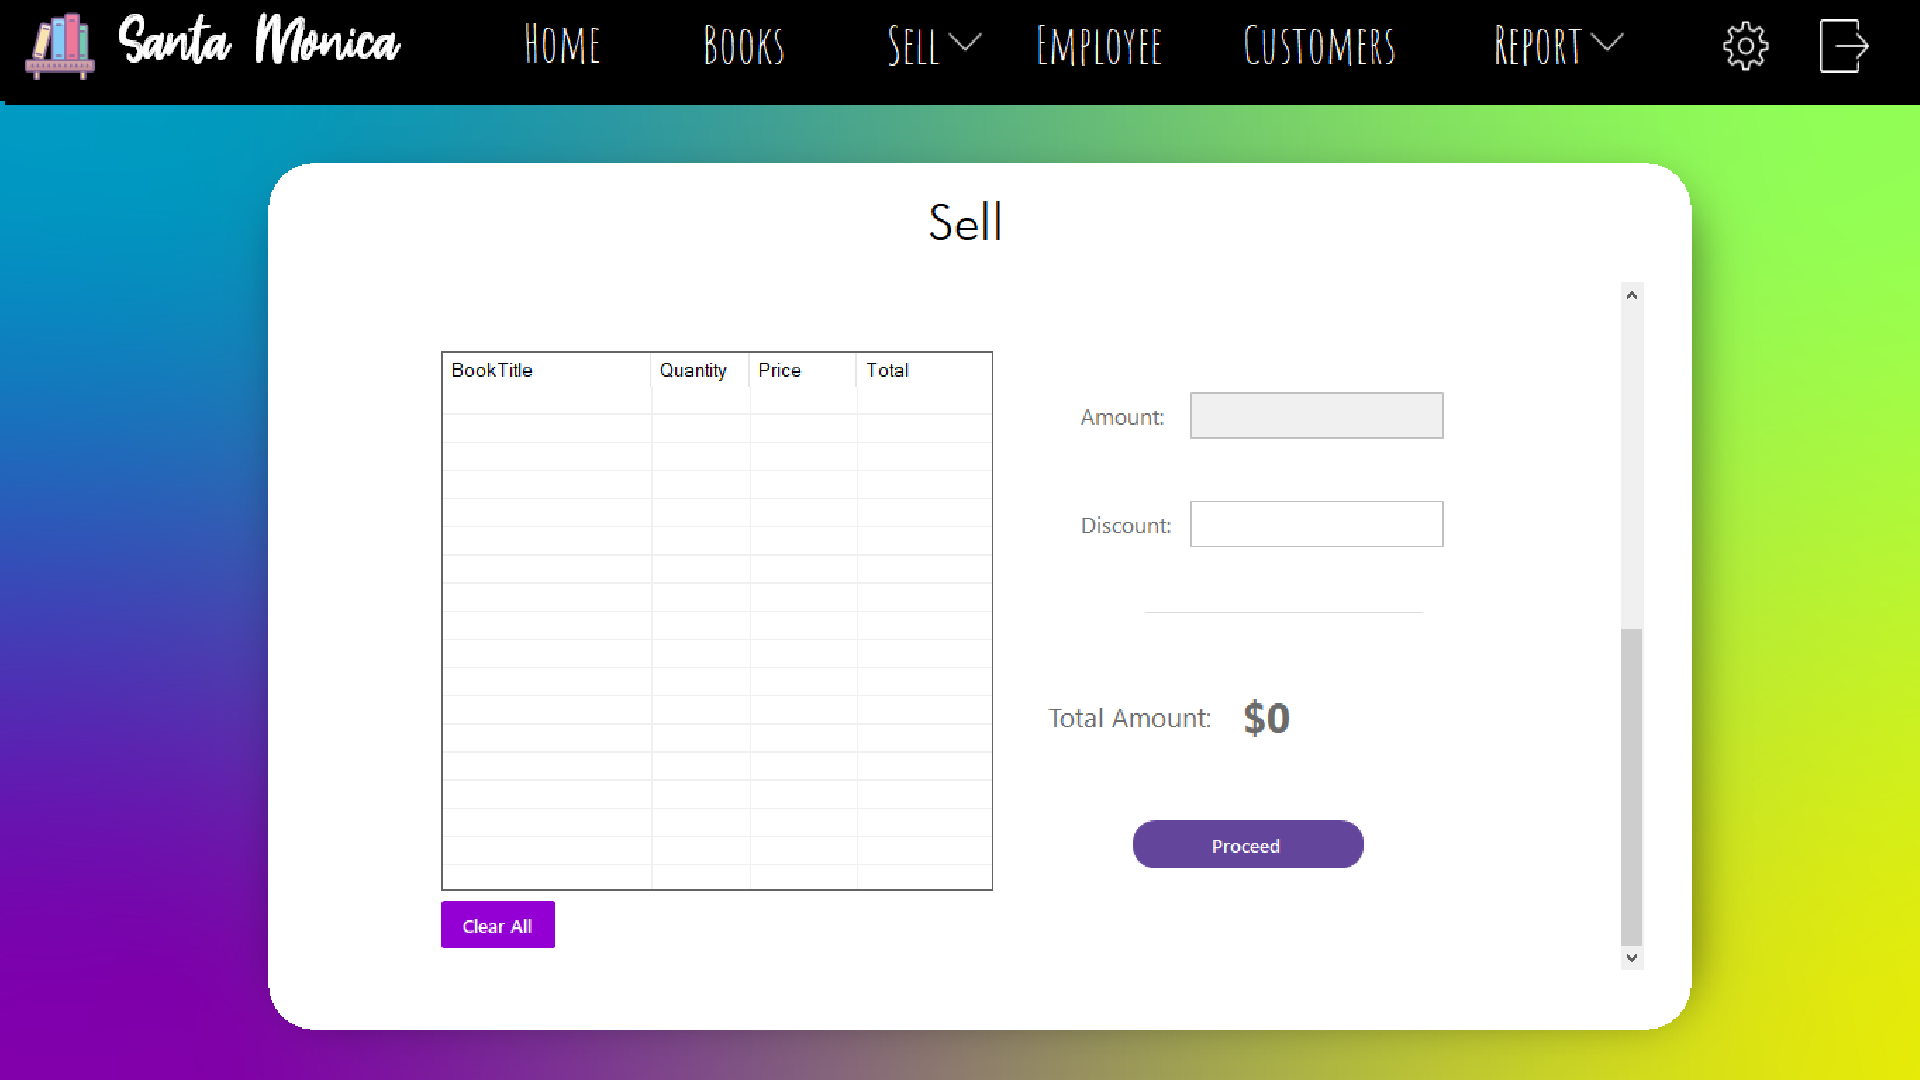 Santa Monica Home Books Sell Employee Customers Report
Sell
BookTitle Quantity Price Total
Amount:
Discount:
Total Amount: $0
Proceed
Clear All